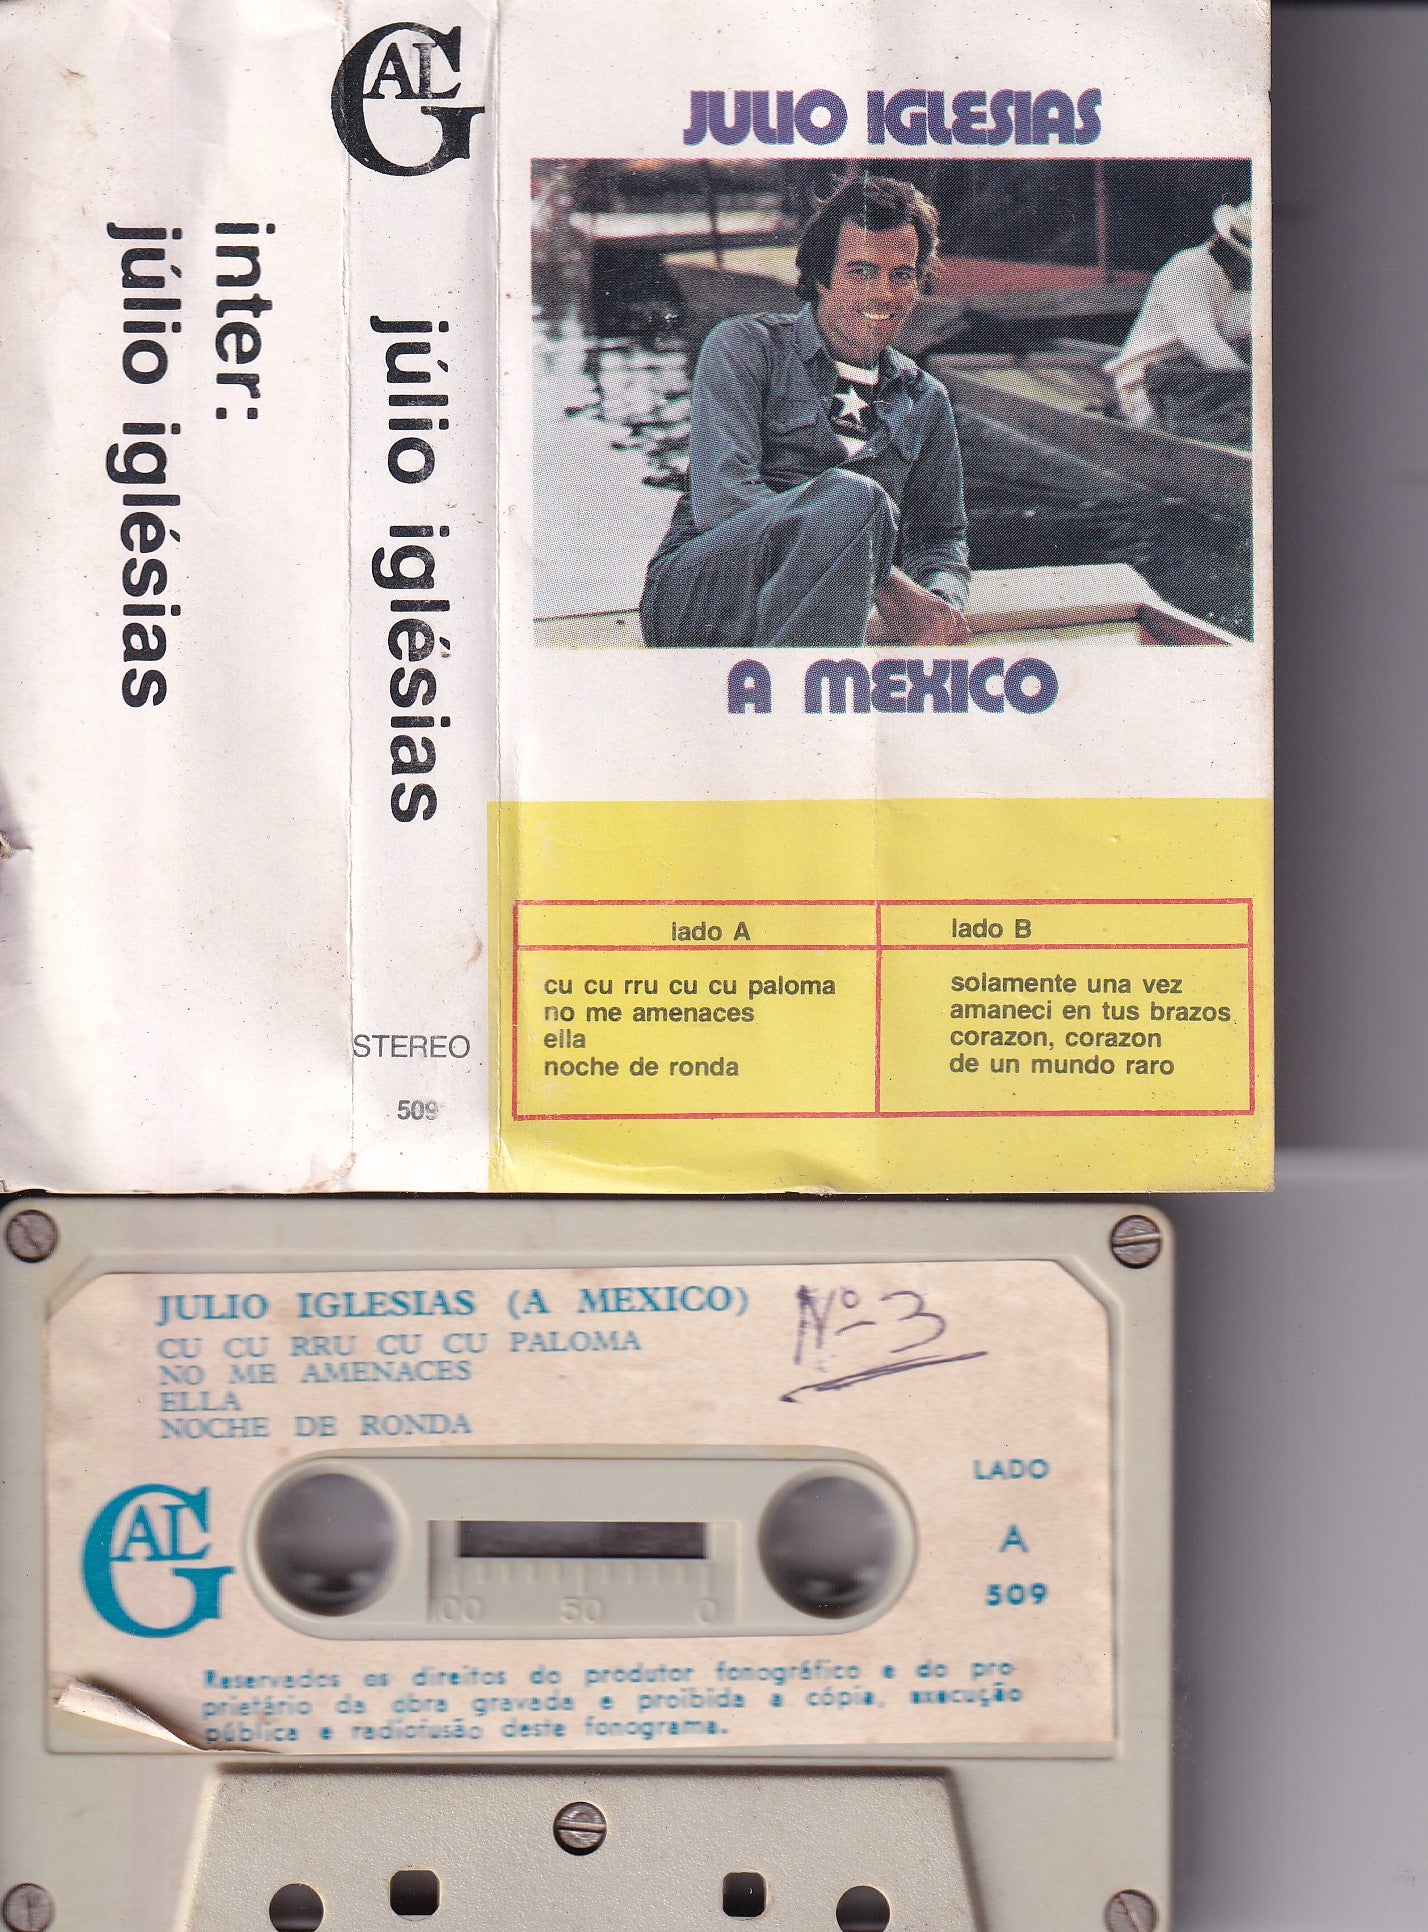 GAL
inter:
júlio iglésias
júlio iglésias
STEREO
509
JULIO IGLESIAS
A MEXICO
lado A
cu cu rru cu cu paloma
no me amenaces
ella
noche de ronda
lado B
solamente una vez
amaneci en tus brazos
corazon, corazon
de un mundo raro
JULIO IGLESIAS (A MEXICO)
CU CU RRU CU CU PALOMA
NO ME AMENACES
ELLA
NOCHE DE RONDA
Nº-3
GAL
LADO
A
509
100 50 0
Reservados os direitos do produtor fonográfico e do pro-
prietário da obra gravada e proibida a cópia, execução
pública e radiofusão deste fonograma.